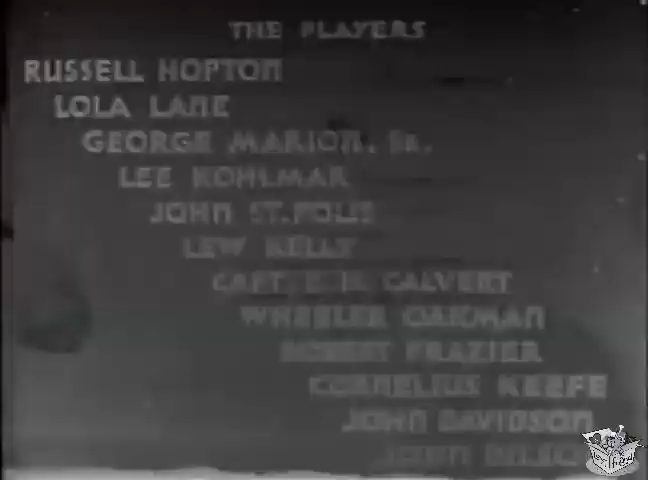 THE PLAYERS
RUSSELL HOPTON
LOLA LANE
GEORGE MARION, SR.
LEE KOHLMAR
JOHN ST. POLIS
LEW KELLY
CAPT. CALVERT
WHEELER OAKMAN
ROBERT FRAZIER
CORNELIUS KEEFE
JOHN DAVIDSON
JOHN